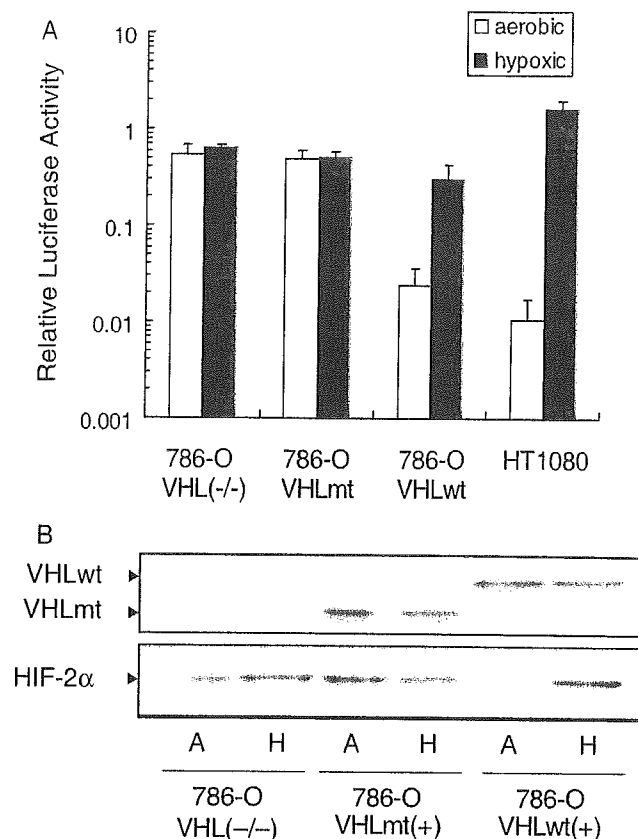 A
aerobic
hypoxic
Relative Luciferase Activity
10
1
0.1
0.01
0.001
786-O
VHL(-/-)
786-O
VHLmt
786-O
VHLwt
HT1080
B
VHLwt
VHLmt
HIF-2α
A H A H A H
786-O
VHL(-/-)
786-O
VHLmt(+)
786-O
VHLwt(+)